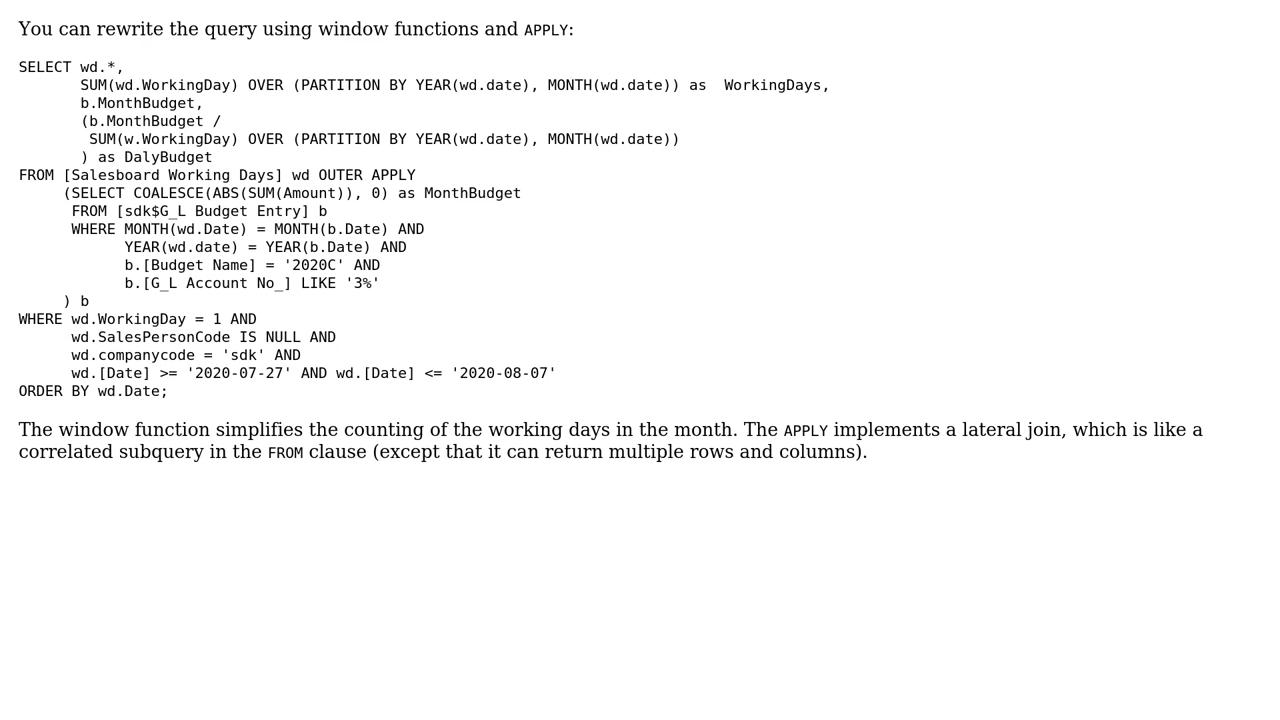 You can rewrite the query using window functions and APPLY:
SELECT wd.*,
       SUM(wd.WorkingDay) OVER (PARTITION BY YEAR(wd.date), MONTH(wd.date)) as  WorkingDays,
       b.MonthBudget,
       (b.MonthBudget /
        SUM(w.WorkingDay) OVER (PARTITION BY YEAR(wd.date), MONTH(wd.date))
       ) as DalyBudget
FROM [Salesboard Working Days] wd OUTER APPLY
     (SELECT COALESCE(ABS(SUM(Amount)), 0) as MonthBudget
      FROM [sdk$G_L Budget Entry] b
      WHERE MONTH(wd.Date) = MONTH(b.Date) AND
            YEAR(wd.date) = YEAR(b.Date) AND
            b.[Budget Name] = '2020C' AND
            b.[G_L Account No_] LIKE '3%'
     ) b
WHERE wd.WorkingDay = 1 AND
      wd.SalesPersonCode IS NULL AND
      wd.companycode = 'sdk' AND
      wd.[Date] >= '2020-07-27' AND wd.[Date] <= '2020-08-07'
ORDER BY wd.Date;
The window function simplifies the counting of the working days in the month. The APPLY implements a lateral join, which is like a
correlated subquery in the FROM clause (except that it can return multiple rows and columns).